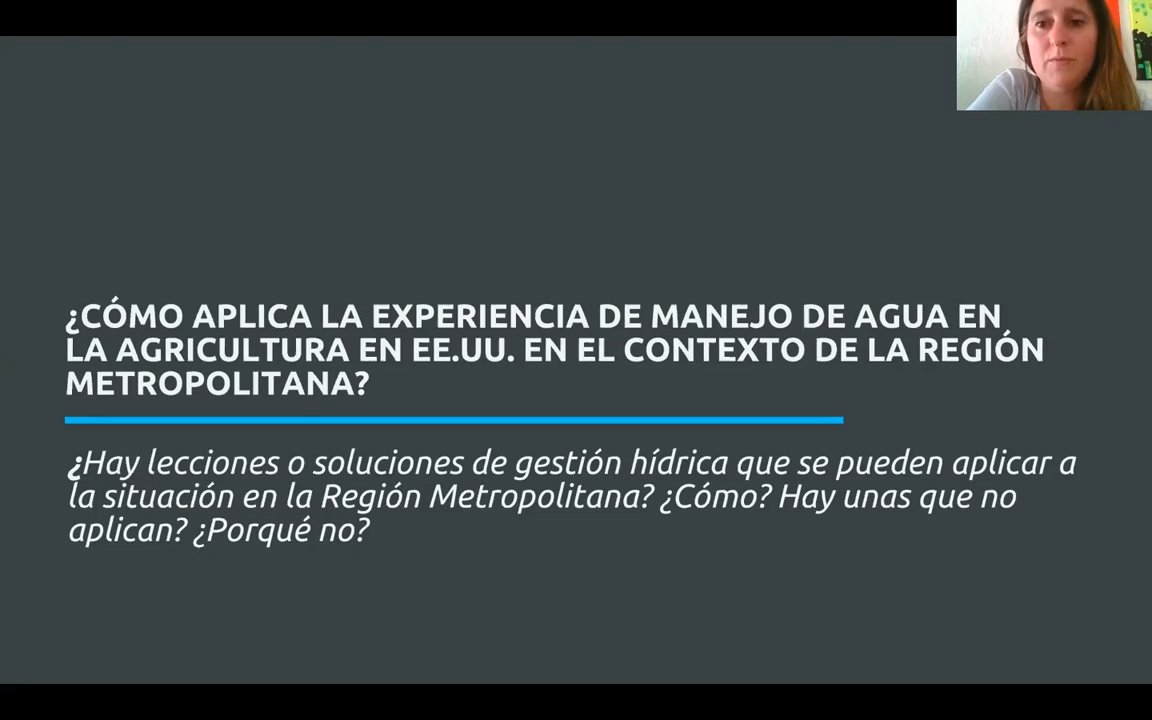 ¿CÓMO APLICA LA EXPERIENCIA DE MANEJO DE AGUA EN
LA AGRICULTURA EN EE.UU. EN EL CONTEXTO DE LA REGIÓN
METROPOLITANA?
¿Hay lecciones o soluciones de gestión hídrica que se pueden aplicar a
la situación en la Región Metropolitana? ¿Cómo? Hay unas que no
aplican? ¿Porqué no?